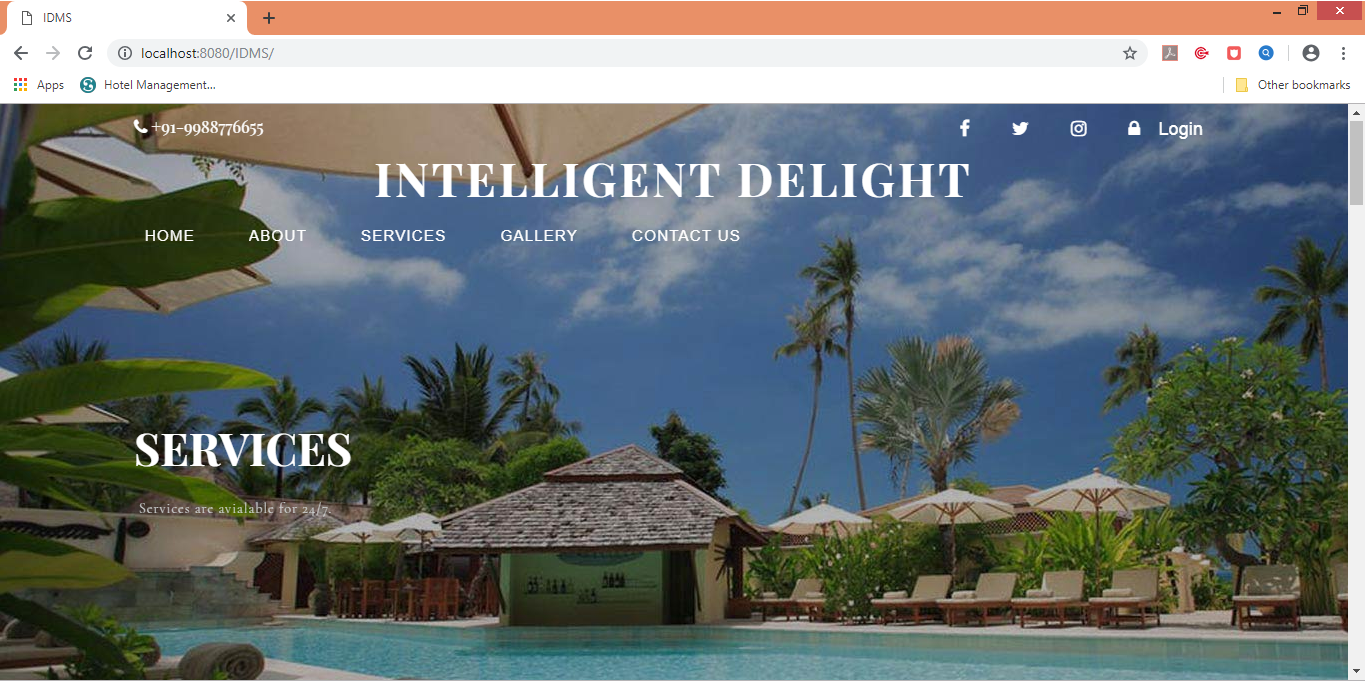 IDMS
localhost:8080/IDMS/
Apps Hotel Management... Other bookmarks
+91-9988776655 Login
INTELLIGENT DELIGHT
HOME ABOUT SERVICES GALLERY CONTACT US
SERVICES
Services are avialable for 24/7.